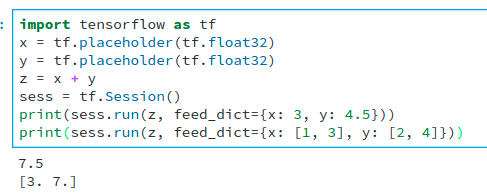 :
import tensorflow as tf
x = tf.placeholder(tf.float32)
y = tf.placeholder(tf.float32)
z = x + y
sess = tf.Session()
print(sess.run(z, feed_dict={x: 3, y: 4.5}))
print(sess.run(z, feed_dict={x: [1, 3], y: [2, 4]}))
7.5
[3. 7.]